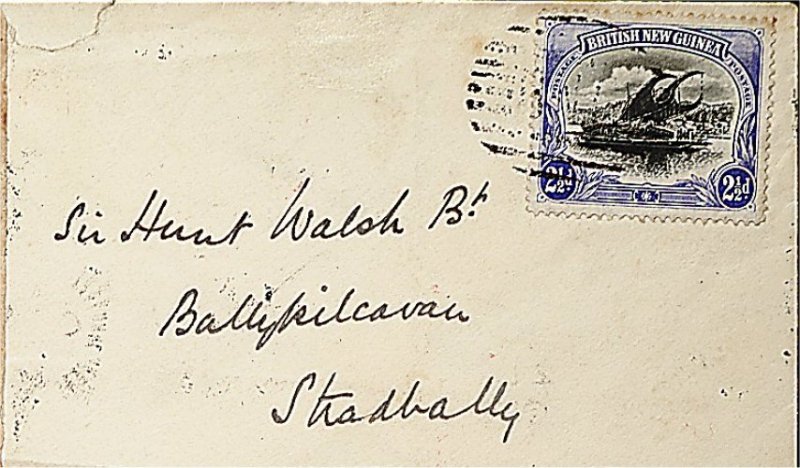 BRITISH NEW GUINEA
POSTAGE POSTAGE
2½d 2½d
Sir Hunt Walsh Bt
Ballykilcavan
Stradbally